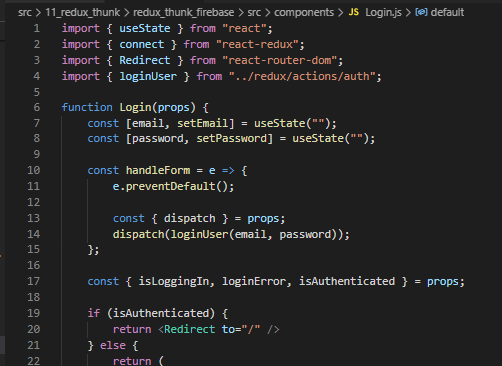 src > 11_redux_thunk > redux_thunk_firebase > src > components > JS Login.js > default
1 import { useState } from "react";
2 import { connect } from "react-redux";
3 import { Redirect } from "react-router-dom";
4 import { loginUser } from "../redux/actions/auth";
5
6 function Login(props) {
7 const [email, setEmail] = useState("");
8 const [password, setPassword] = useState("");
9
10 const handleForm = e => {
11 e.preventDefault();
12
13 const { dispatch } = props;
14 dispatch(loginUser(email, password));
15 };
16
17 const { isLoggingIn, loginError, isAuthenticated } = props;
18
19 if (isAuthenticated) {
20 return <Redirect to="/" />
21 } else {
22 return (